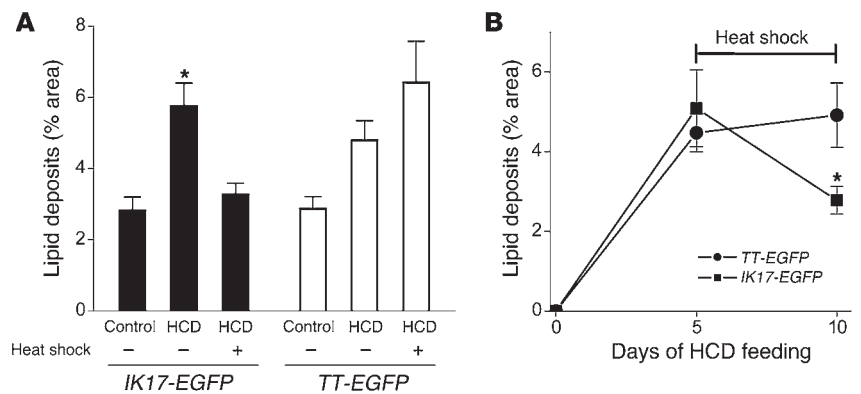 A
Lipid deposits (% area)
8
6
4
2
0
*
Control HCD HCD Control HCD HCD
Heat shock – – + – – +
IK17-EGFP TT-EGFP
B
Heat shock
Lipid deposits (% area)
6
4
2
0
*
TT-EGFP
IK17-EGFP
0 5 10
Days of HCD feeding